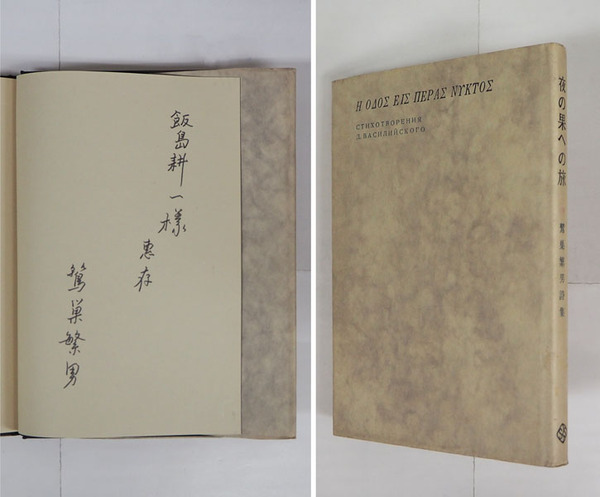 飯島耕一様
恵存
鷲巣繁男
Η ΟΔΟΣ ΕΙΣ ΠΕΡΑΣ ΝΥΚΤΟΣ
СТИХОТВОРЕНИЯ
Д. ВАСИЛИЙСКОГО
夜の果への旅
鷲巣繁男詩集